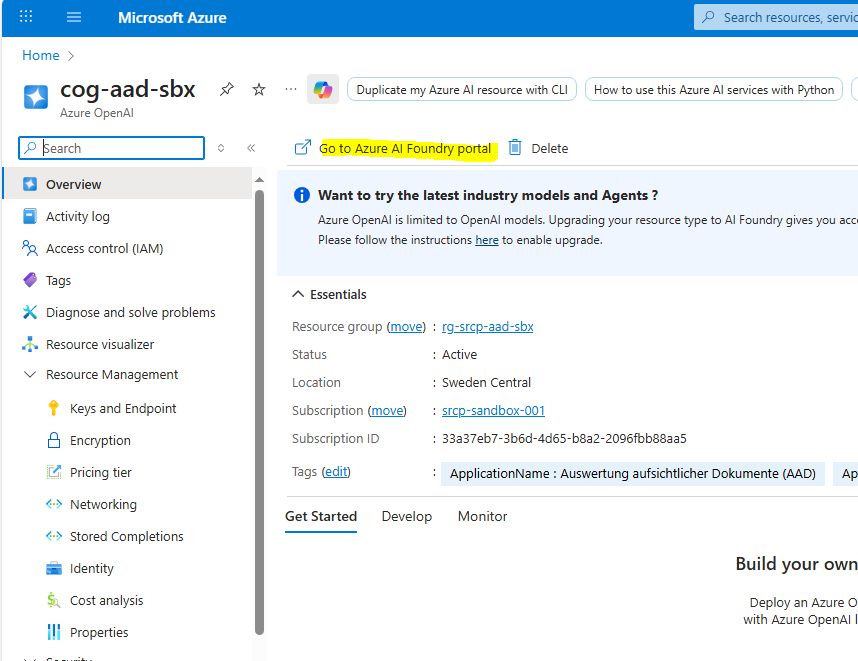 Microsoft Azure
Search resources, servic
Home
cog-aad-sbx
Azure OpenAI
Duplicate my Azure AI resource with CLI
How to use this Azure AI services with Python
Search
Go to Azure AI Foundry portal
Delete
Overview
Activity log
Access control (IAM)
Tags
Diagnose and solve problems
Resource visualizer
Resource Management
Keys and Endpoint
Encryption
Pricing tier
Networking
Stored Completions
Identity
Cost analysis
Properties
Security
Want to try the latest industry models and Agents ?
Azure OpenAI is limited to OpenAI models. Upgrading your resource type to AI Foundry gives you acce
Please follow the instructions here to enable upgrade.
Essentials
Resource group (move) : rg-srcp-aad-sbx
Status : Active
Location : Sweden Central
Subscription (move) : srcp-sandbox-001
Subscription ID : 33a37eb7-3b6d-4d65-b8a2-2096fbb88aa5
Tags (edit) : ApplicationName : Auswertung aufsichtlicher Dokumente (AAD) Ap
Get Started Develop Monitor
Build your own
Deploy an Azure O
with Azure OpenAI